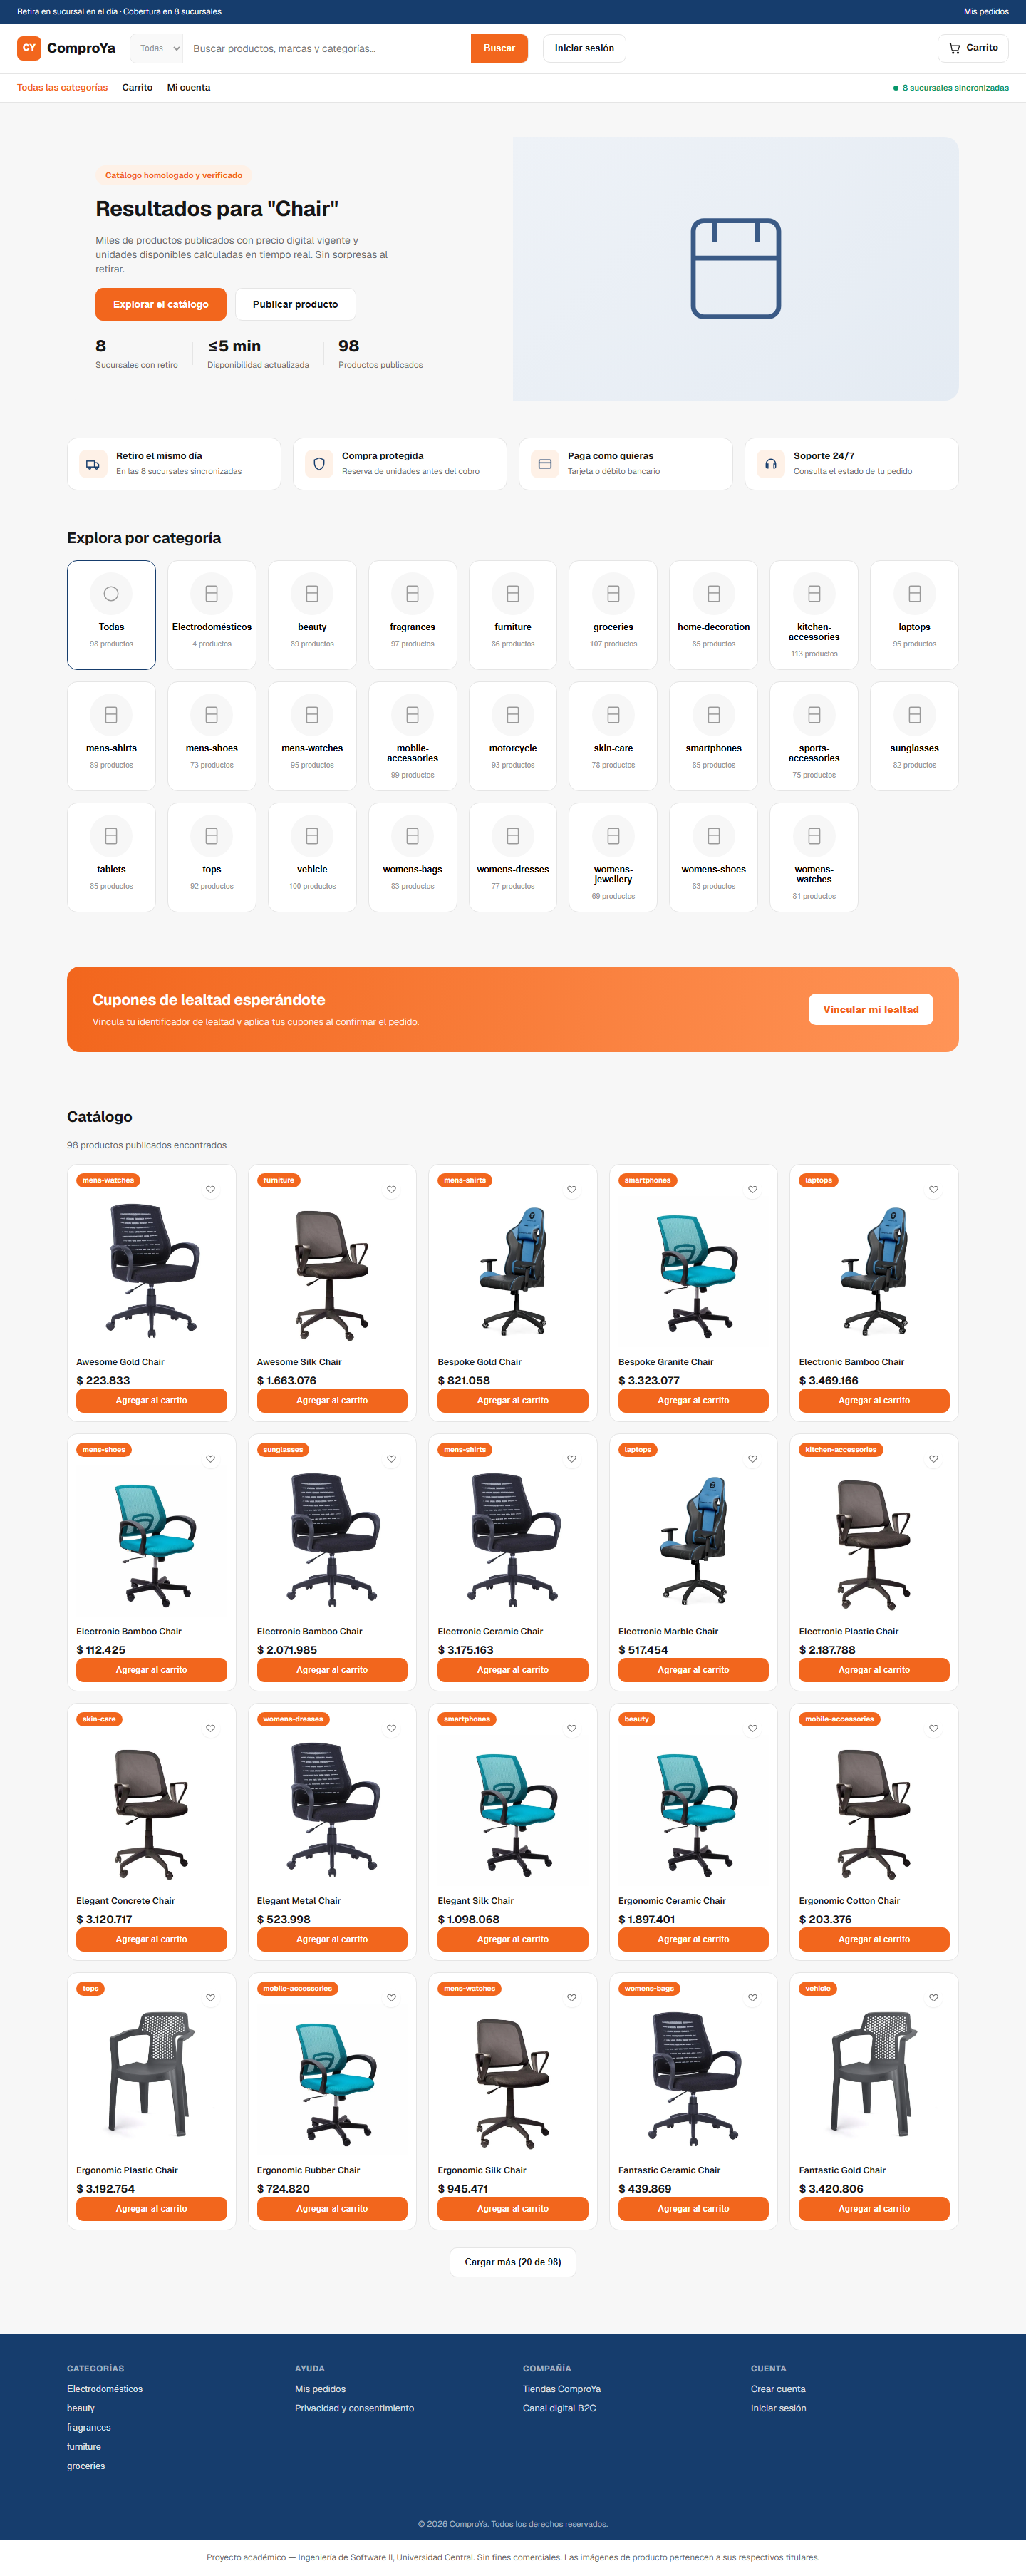 Retira en sucursal en el día · Cobertura en 8 sucursales
Mis pedidos
CY ComproYa
Todas
Buscar productos, marcas y categorías...
Buscar
Iniciar sesión
Carrito
Todas las categorías
Carrito
Mi cuenta
8 sucursales sincronizadas
Catálogo homologado y verificado
Resultados para "Chair"
Miles de productos publicados con precio digital vigente y
unidades disponibles calculadas en tiempo real. Sin sorpresas al
retirar.
Explorar el catálogo
Publicar producto
8
Sucursales con retiro
≤5 min
Disponibilidad actualizada
98
Productos publicados
Retiro el mismo día
En las 8 sucursales sincronizadas
Compra protegida
Reserva de unidades antes del cobro
Paga como quieras
Tarjeta o débito bancario
Soporte 24/7
Consulta el estado de tu pedido
Explora por categoría
Todas
98 productos
Electrodomésticos
4 productos
beauty
89 productos
fragrances
97 productos
furniture
86 productos
groceries
107 productos
home-decoration
85 productos
kitchen-
accessories
113 productos
laptops
95 productos
mens-shirts
89 productos
mens-shoes
73 productos
mens-watches
95 productos
mobile-
accessories
99 productos
motorcycle
93 productos
skin-care
78 productos
smartphones
85 productos
sports-
accessories
75 productos
sunglasses
82 productos
tablets
85 productos
tops
92 productos
vehicle
100 productos
womens-bags
83 productos
womens-dresses
77 productos
womens-
jewellery
69 productos
womens-shoes
83 productos
womens-
watches
81 productos
Cupones de lealtad esperándote
Vincula tu identificador de lealtad y aplica tus cupones al confirmar el pedido.
Vincular mi lealtad
Catálogo
98 productos publicados encontrados
mens-watches
Awesome Gold Chair
$ 223.833
Agregar al carrito
furniture
Awesome Silk Chair
$ 1.663.076
Agregar al carrito
mens-shirts
Bespoke Gold Chair
$ 821.058
Agregar al carrito
smartphones
Bespoke Granite Chair
$ 3.323.077
Agregar al carrito
laptops
Electronic Bamboo Chair
$ 3.469.166
Agregar al carrito
mens-shoes
Electronic Bamboo Chair
$ 112.425
Agregar al carrito
sunglasses
Electronic Bamboo Chair
$ 2.071.985
Agregar al carrito
mens-shirts
Electronic Ceramic Chair
$ 3.175.163
Agregar al carrito
laptops
Electronic Marble Chair
$ 517.454
Agregar al carrito
kitchen-accessories
Electronic Plastic Chair
$ 2.187.788
Agregar al carrito
skin-care
Elegant Concrete Chair
$ 3.120.717
Agregar al carrito
womens-dresses
Elegant Metal Chair
$ 523.998
Agregar al carrito
smartphones
Elegant Silk Chair
$ 1.098.068
Agregar al carrito
beauty
Ergonomic Ceramic Chair
$ 1.897.401
Agregar al carrito
mobile-accessories
Ergonomic Cotton Chair
$ 203.376
Agregar al carrito
tops
Ergonomic Plastic Chair
$ 3.192.754
Agregar al carrito
mobile-accessories
Ergonomic Rubber Chair
$ 724.820
Agregar al carrito
mens-watches
Ergonomic Silk Chair
$ 945.471
Agregar al carrito
womens-bags
Fantastic Ceramic Chair
$ 439.869
Agregar al carrito
vehicle
Fantastic Gold Chair
$ 3.420.806
Agregar al carrito
Cargar más (20 de 98)
CATEGORÍAS
Electrodomésticos
beauty
fragrances
furniture
groceries
AYUDA
Mis pedidos
Privacidad y consentimiento
COMPAÑÍA
Tiendas ComproYa
Canal digital B2C
CUENTA
Crear cuenta
Iniciar sesión
© 2026 ComproYa. Todos los derechos reservados.
Proyecto académico — Ingeniería de Software II, Universidad Central. Sin fines comerciales. Las imágenes de producto pertenecen a sus respectivos titulares.